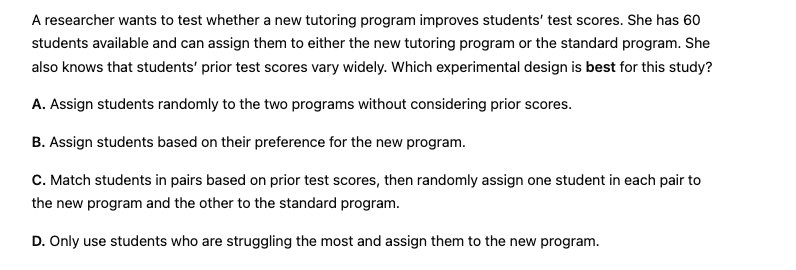 A researcher wants to test whether a new tutoring program improves students’ test scores. She has 60
students available and can assign them to either the new tutoring program or the standard program. She
also knows that students’ prior test scores vary widely. Which experimental design is best for this study?
A. Assign students randomly to the two programs without considering prior scores.
B. Assign students based on their preference for the new program.
C. Match students in pairs based on prior test scores, then randomly assign one student in each pair to
the new program and the other to the standard program.
D. Only use students who are struggling the most and assign them to the new program.